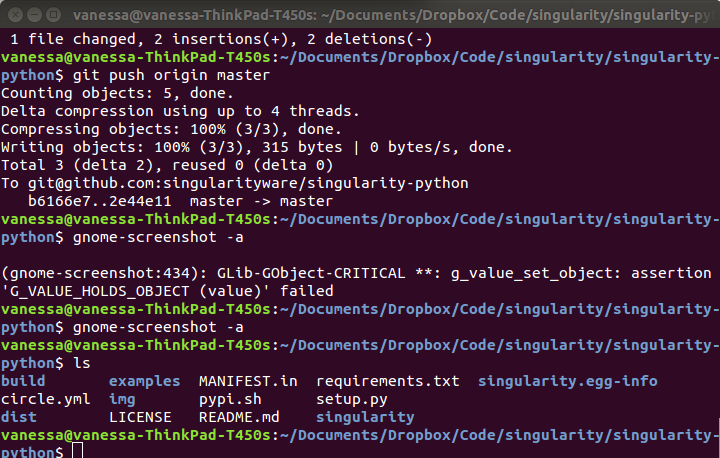 vanessa@vanessa-ThinkPad-T450s: ~/Documents/Dropbox/Code/singularity/singularity-py
1 file changed, 2 insertions(+), 2 deletions(-)
vanessa@vanessa-ThinkPad-T450s:~/Documents/Dropbox/Code/singularity/singularity-
python$ git push origin master
Counting objects: 5, done.
Delta compression using up to 4 threads.
Compressing objects: 100% (3/3), done.
Writing objects: 100% (3/3), 315 bytes | 0 bytes/s, done.
Total 3 (delta 2), reused 0 (delta 0)
To git@github.com:singularityware/singularity-python
   b6166e7..2e44e11  master -> master
vanessa@vanessa-ThinkPad-T450s:~/Documents/Dropbox/Code/singularity/singularity-
python$ gnome-screenshot -a

(gnome-screenshot:434): GLib-GObject-CRITICAL **: g_value_set_object: assertion
'G_VALUE_HOLDS_OBJECT (value)' failed
vanessa@vanessa-ThinkPad-T450s:~/Documents/Dropbox/Code/singularity/singularity-
python$ gnome-screenshot -a
vanessa@vanessa-ThinkPad-T450s:~/Documents/Dropbox/Code/singularity/singularity-
python$ ls
build       examples  MANIFEST.in  requirements.txt  singularity.egg-info
circle.yml  img       pypi.sh      setup.py
dist        LICENSE   README.md    singularity
vanessa@vanessa-ThinkPad-T450s:~/Documents/Dropbox/Code/singularity/singularity-
python$